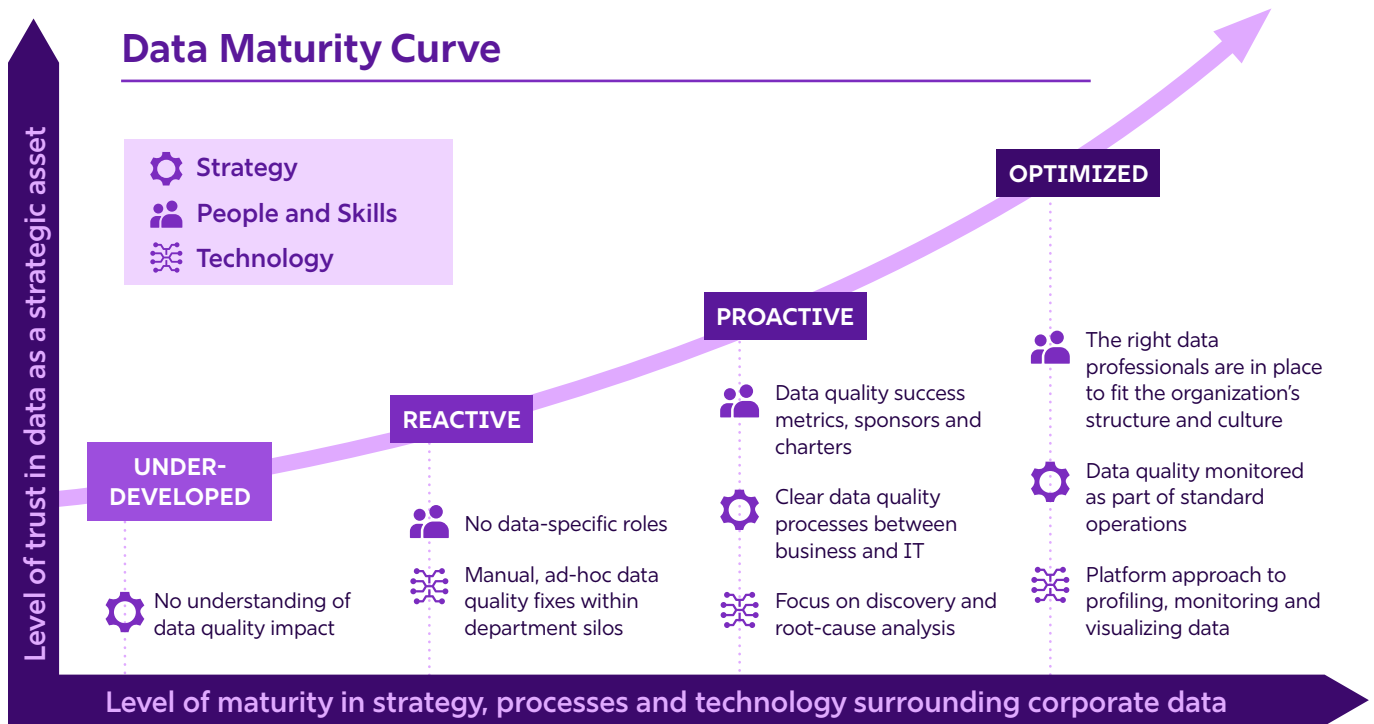 Data Maturity Curve
Strategy
People and Skills
Technology
Level of trust in data as a strategic asset
UNDER-
DEVELOPED
No understanding of
data quality impact
REACTIVE
No data-specific roles
Manual, ad-hoc data
quality fixes within
department silos
PROACTIVE
Data quality success
metrics, sponsors and
charters
Clear data quality
processes between
business and IT
Focus on discovery and
root-cause analysis
OPTIMIZED
The right data
professionals are in place
to fit the organization’s
structure and culture
Data quality monitored
as part of standard
operations
Platform approach to
profiling, monitoring and
visualizing data
Level of maturity in strategy, processes and technology surrounding corporate data